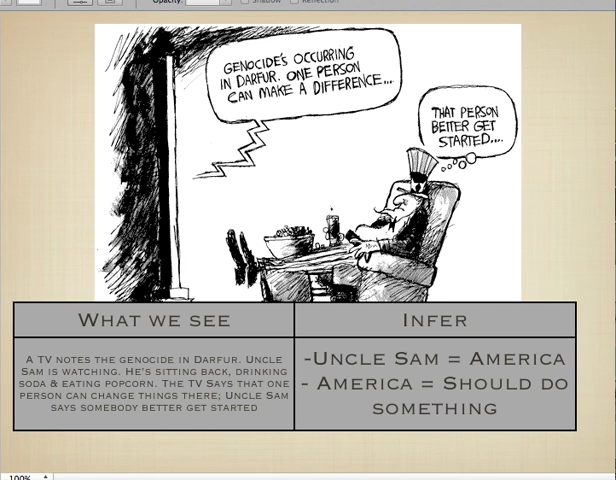 Opacity: Shadow Reflection
GENOCIDE'S OCCURRING
IN DARFUR. ONE PERSON
CAN MAKE A DIFFERENCE...
THAT PERSON
BETTER GET
STARTED....
WHAT WE SEE
INFER
A TV NOTES THE GENOCIDE IN DARFUR. UNCLE
SAM IS WATCHING. HE'S SITTING BACK, DRINKING
SODA & EATING POPCORN. THE TV SAYS THAT ONE
PERSON CAN CHANGE THINGS THERE; UNCLE SAM
SAYS SOMEBODY BETTER GET STARTED
-UNCLE SAM = AMERICA
- AMERICA = SHOULD DO
SOMETHING
100%